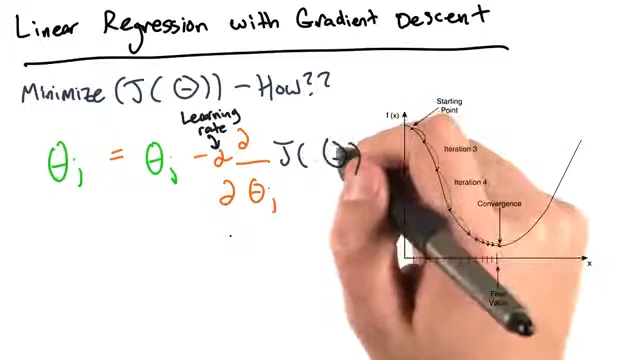 Linear Regression with Gradient Descent
Minimize (J(Θ)) - How??
Learning
rate
θj = θj - α ∂/∂θj J(Θ)
f (x)
Starting
Point
Iteration 3
Iteration 4
Convergence
x
Final
Value